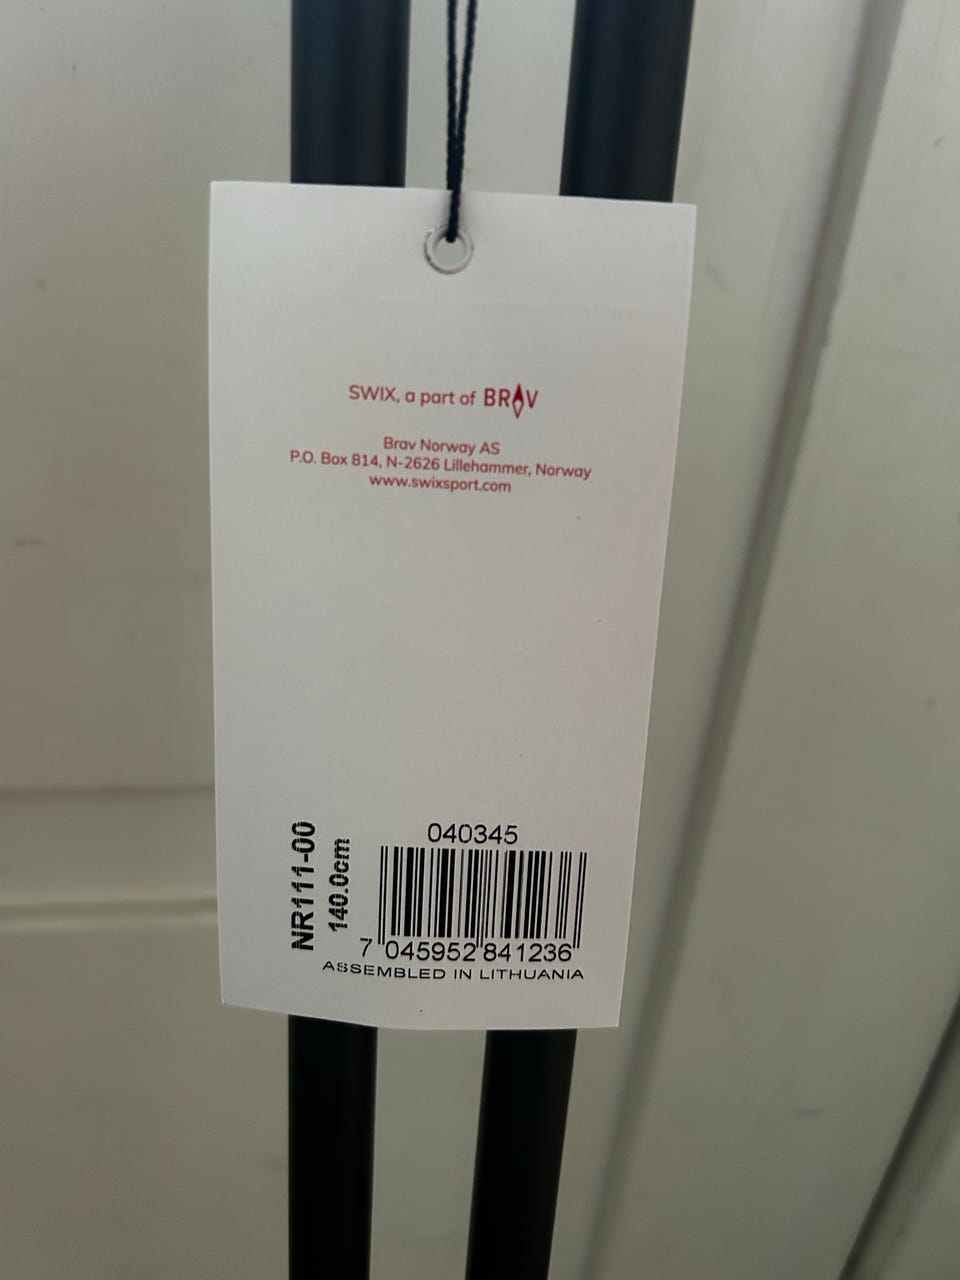 SWIX, a part of BRAV
Brav Norway AS
P.O. Box 814, N-2626 Lillehammer, Norway
www.swixsport.com
NR111-00
140.0cm
040345
7 045952 841236
ASSEMBLED IN LITHUANIA